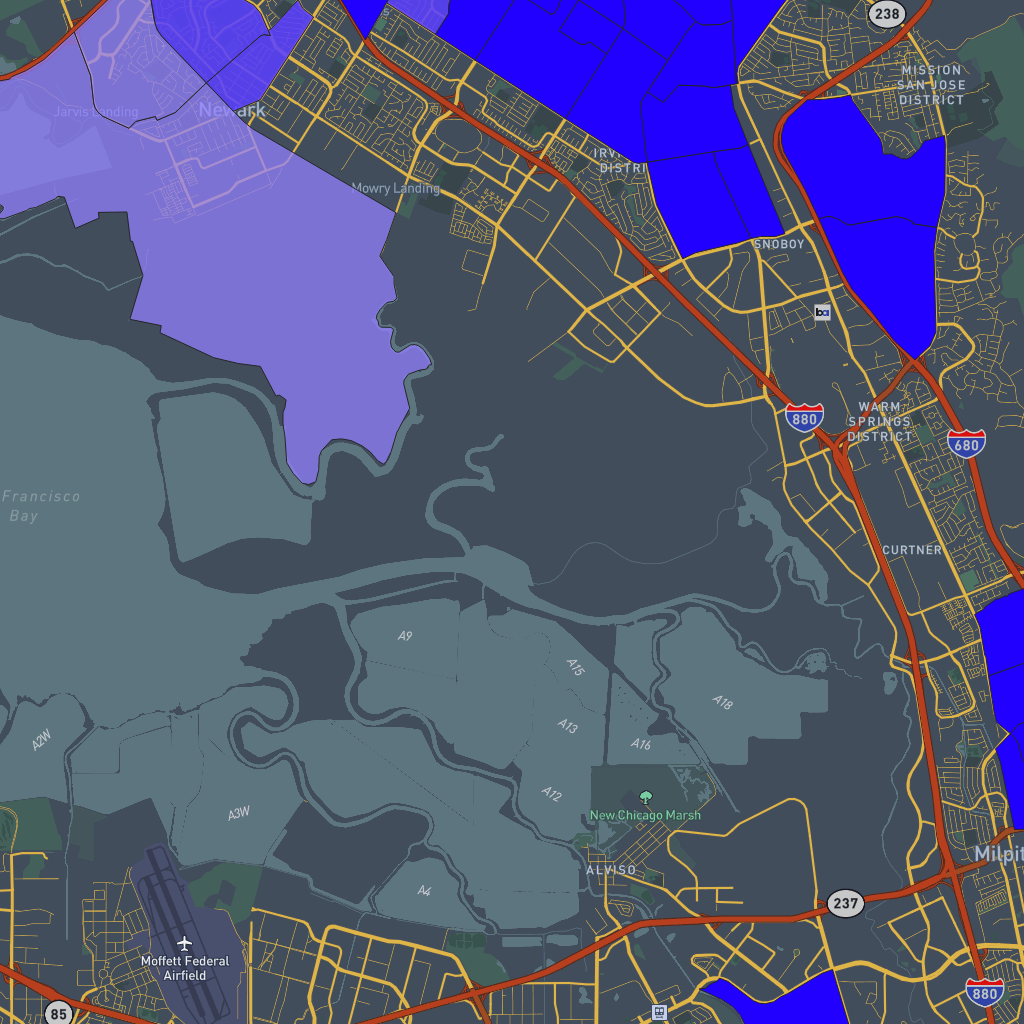 238
MISSION
SAN JOSE
DISTRICT
Jarvis Landing
Newark
IRV
DISTRI
Mowry Landing
SNOBOY
ba
880
WARM
SPRINGS
DISTRICT
680
Francisco
Bay
CURTNER
A9
A15
A18
A13
A16
A2W
A12
A3W
New Chicago Marsh
Milpit
ALVISO
A4
237
Moffett Federal
Airfield
880
85